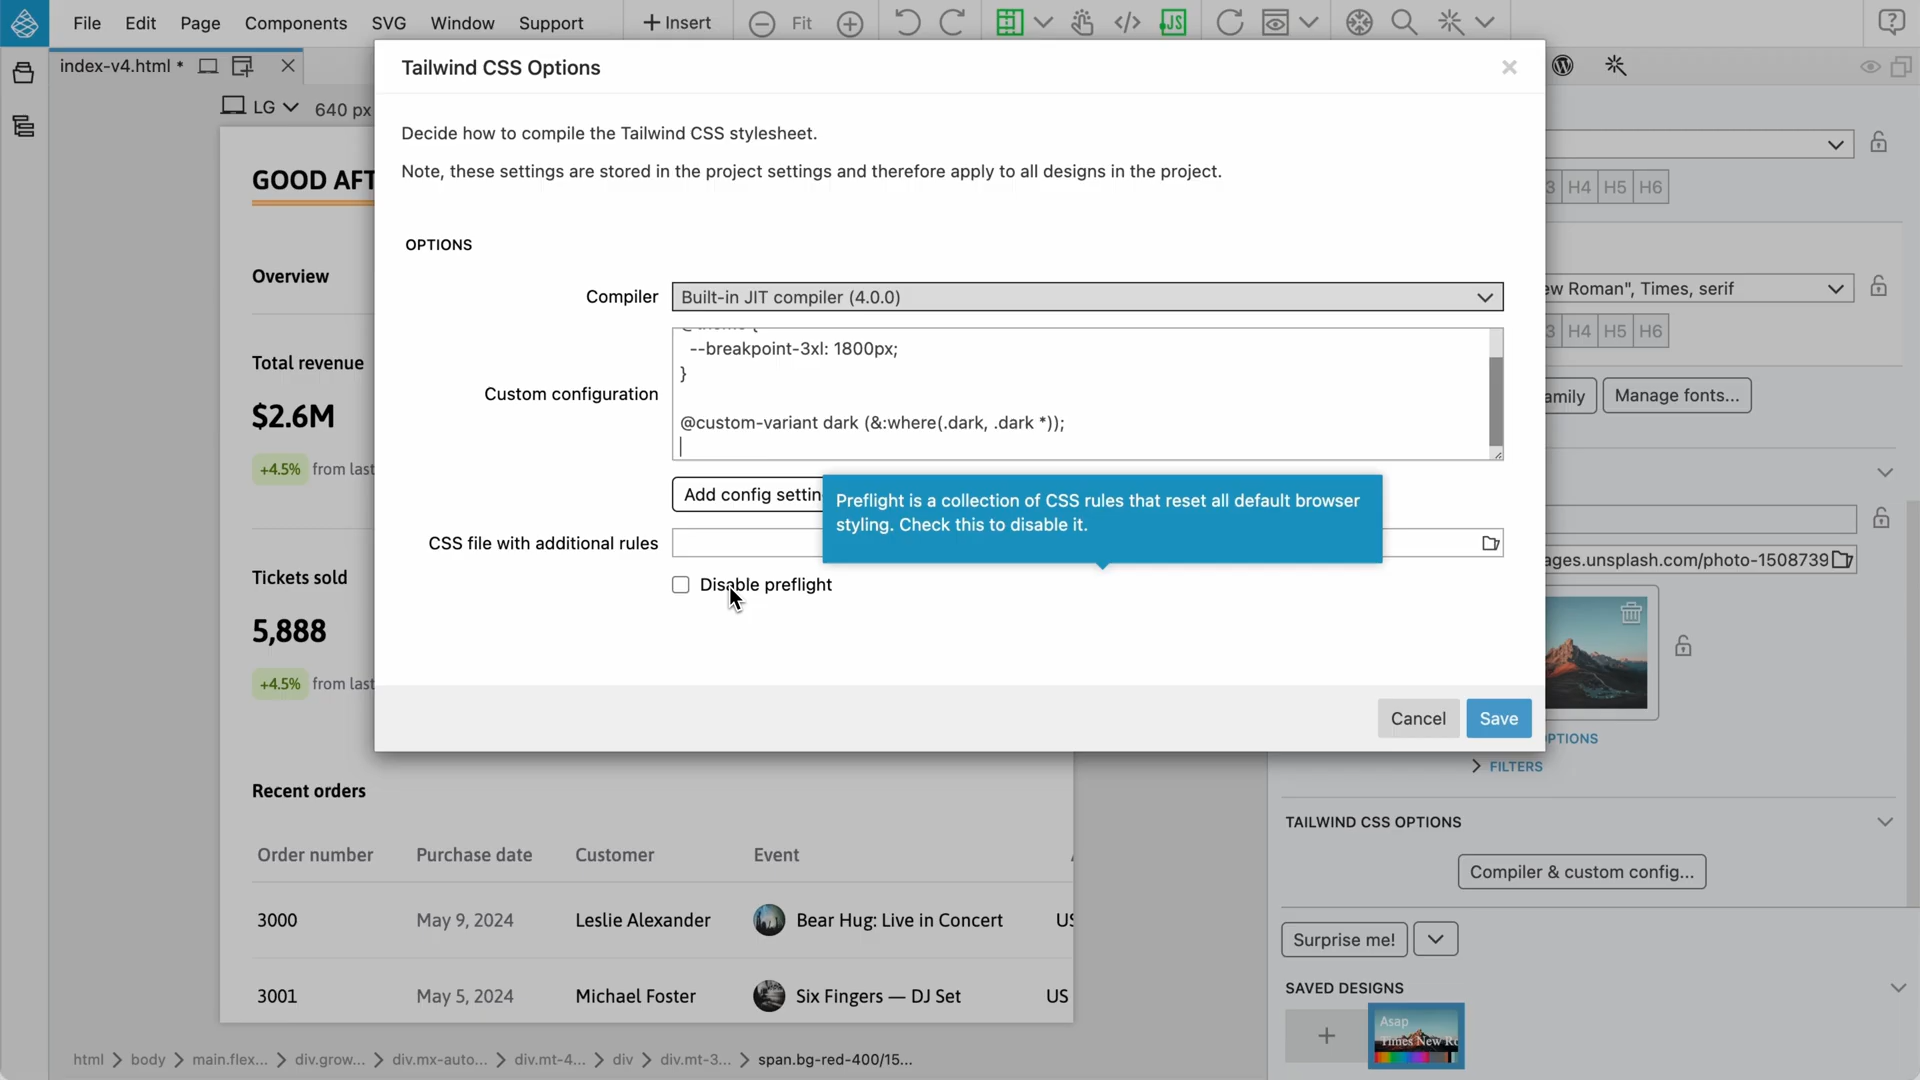 File Edit Page Components SVG Window Support Insert Fit JS
index-v4.html *
LG 640 px
GOOD AFT
Overview
Total revenue
$2.6M
+4.5% from last
Tickets sold
5,888
+4.5% from last
Recent orders
Order number Purchase date Customer Event
3000 May 9, 2024 Leslie Alexander Bear Hug: Live in Concert US
3001 May 5, 2024 Michael Foster Six Fingers — DJ Set US
html body main.flex... div.grow... div.mx-auto... div.mt-4... div div.mt-3... span.bg-red-400/15...
Tailwind CSS Options
Decide how to compile the Tailwind CSS stylesheet.
Note, these settings are stored in the project settings and therefore apply to all designs in the project.
OPTIONS
Compiler Built-in JIT compiler (4.0.0)
Custom configuration
--breakpoint-3xl: 1800px;
}
@custom-variant dark (&:where(.dark, .dark *));
Add config settin
Preflight is a collection of CSS rules that reset all default browser
styling. Check this to disable it.
CSS file with additional rules
Disable preflight
Cancel Save
3 H4 H5 H6
ew Roman", Times, serif
3 H4 H5 H6
amily Manage fonts...
ages.unsplash.com/photo-1508739
PTIONS
FILTERS
TAILWIND CSS OPTIONS
Compiler & custom config...
Surprise me!
SAVED DESIGNS
Asap
Times New Ro